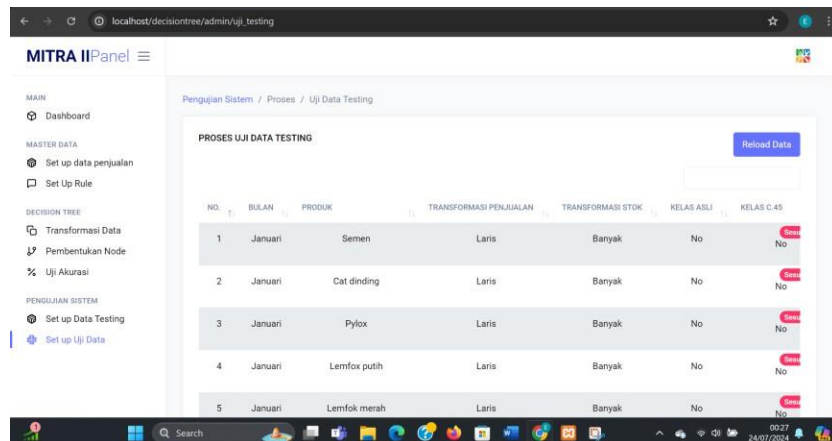 localhost/decisiontree/admin/uji_testing
MITRA IIPanel
MAIN
Dashboard
MASTER DATA
Set up data penjualan
Set Up Rule
DECISION TREE
Transformasi Data
Pembentukan Node
Uji Akurasi
PENGUJIAN SISTEM
Set up Data Testing
Set up Uji Data
Pengujian Sistem / Proses / Uji Data Testing
PROSES UJI DATA TESTING
Reload Data
NO. BULAN PRODUK TRANSFORMASI PENJUALAN TRANSFORMASI STOK KELAS ASLI KELAS C.45
1 Januari Semen Laris Banyak No No Sesu
2 Januari Cat dinding Laris Banyak No No Sesu
3 Januari Pylox Laris Banyak No No Sesu
4 Januari Lemfox putih Laris Banyak No No Sesu
5 Januari Lemfok merah Laris Banyak No No Sesu
Search
00:27
24/07/2024